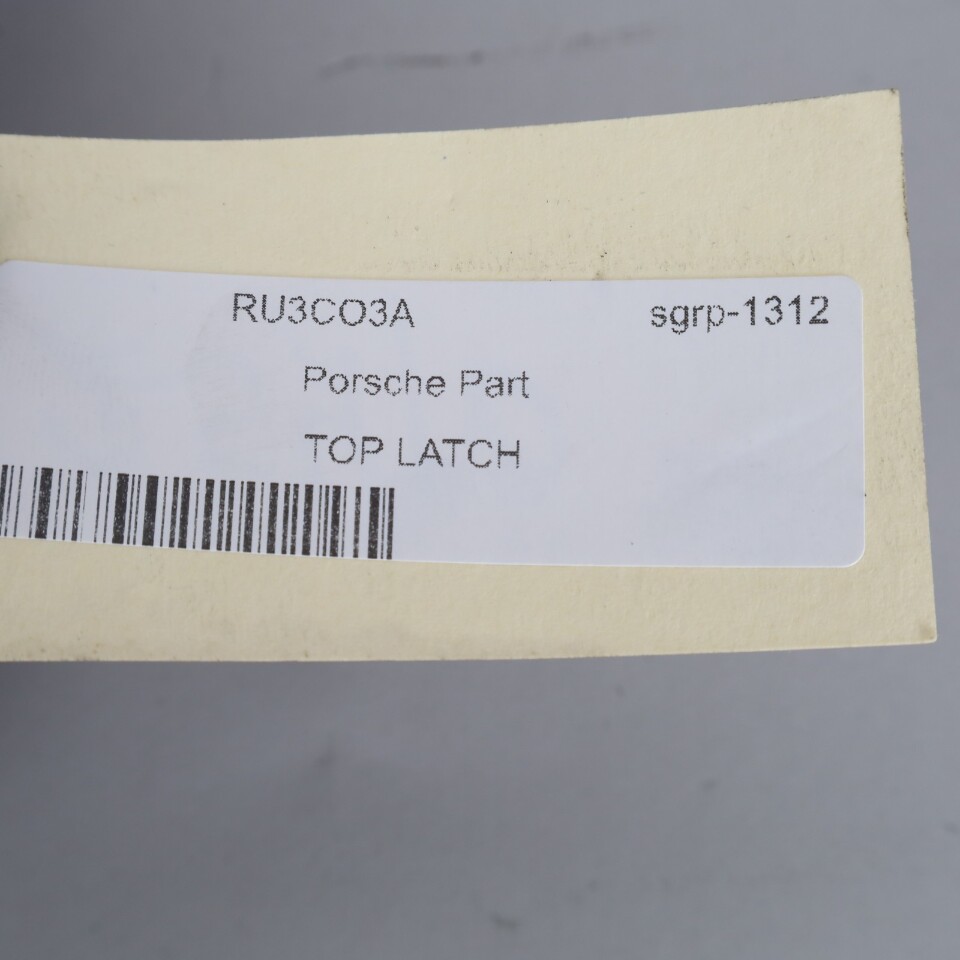 RU3CO3A sgrp-1312
Porsche Part
TOP LATCH